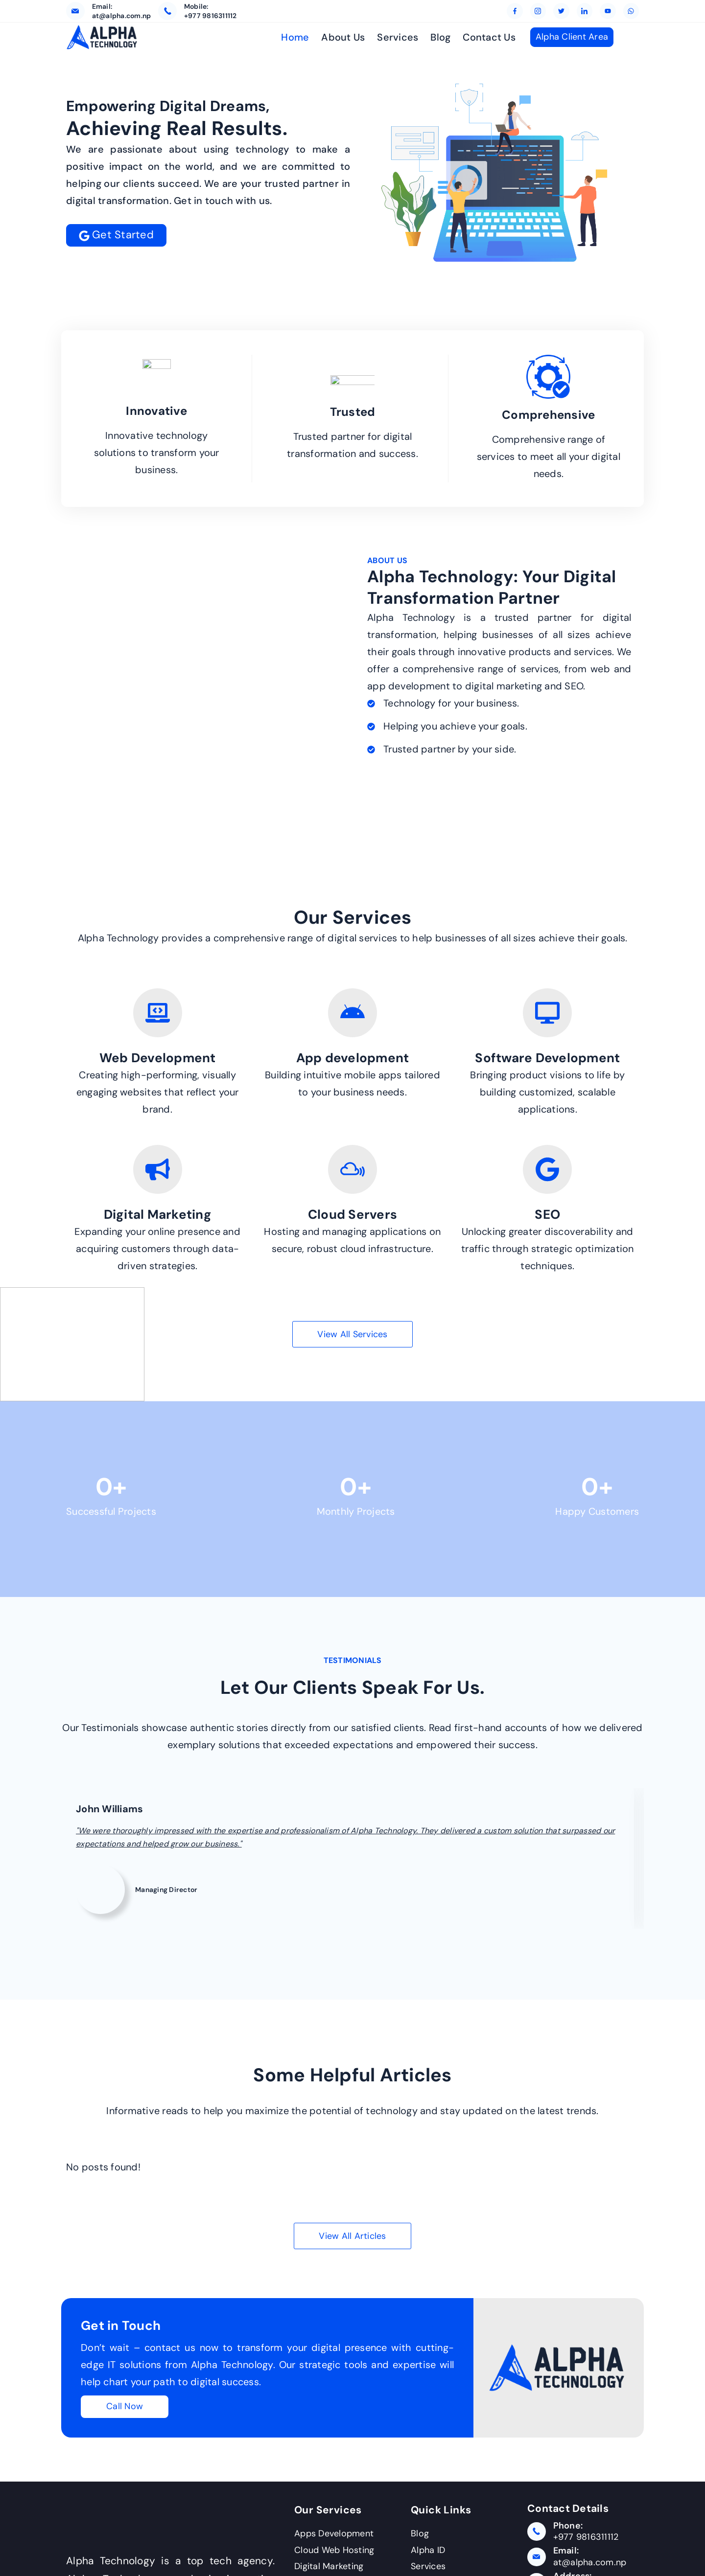 Email:
at@alpha.com.np
Mobile:
+977 9816311112
ALPHA
TECHNOLOGY
Home
About Us
Services
Blog
Contact Us
Alpha Client Area
Empowering Digital Dreams,
Achieving Real Results.
We are passionate about using technology to make a
positive impact on the world, and we are committed to
helping our clients succeed. We are your trusted partner in
digital transformation. Get in touch with us.
Get Started
Innovative
Innovative technology
solutions to transform your
business.
Trusted
Trusted partner for digital
transformation and success.
Comprehensive
Comprehensive range of
services to meet all your digital
needs.
ABOUT US
Alpha Technology: Your Digital
Transformation Partner
Alpha Technology is a trusted partner for digital
transformation, helping businesses of all sizes achieve
their goals through innovative products and services. We
offer a comprehensive range of services, from web and
app development to digital marketing and SEO.
Technology for your business.
Helping you achieve your goals.
Trusted partner by your side.
Our Services
Alpha Technology provides a comprehensive range of digital services to help businesses of all sizes achieve their goals.
Web Development
Creating high-performing, visually
engaging websites that reflect your
brand.
App development
Building intuitive mobile apps tailored
to your business needs.
Software Development
Bringing product visions to life by
building customized, scalable
applications.
Digital Marketing
Expanding your online presence and
acquiring customers through data-
driven strategies.
Cloud Servers
Hosting and managing applications on
secure, robust cloud infrastructure.
SEO
Unlocking greater discoverability and
traffic through strategic optimization
techniques.
View All Services
0+
Successful Projects
0+
Monthly Projects
0+
Happy Customers
TESTIMONIALS
Let Our Clients Speak For Us.
Our Testimonials showcase authentic stories directly from our satisfied clients. Read first-hand accounts of how we delivered
exemplary solutions that exceeded expectations and empowered their success.
John Williams
"We were thoroughly impressed with the expertise and professionalism of Alpha Technology. They delivered a custom solution that surpassed our
expectations and helped grow our business."
Managing Director
Some Helpful Articles
Informative reads to help you maximize the potential of technology and stay updated on the latest trends.
No posts found!
View All Articles
Get in Touch
Don't wait – contact us now to transform your digital presence with cutting-
edge IT solutions from Alpha Technology. Our strategic tools and expertise will
help chart your path to digital success.
Call Now
ALPHA
TECHNOLOGY
Alpha Technology is a top tech agency.
Our Services
Apps Development
Cloud Web Hosting
Digital Marketing
Quick Links
Blog
Alpha ID
Services
Contact Details
Phone:
+977 9816311112
Email:
at@alpha.com.np